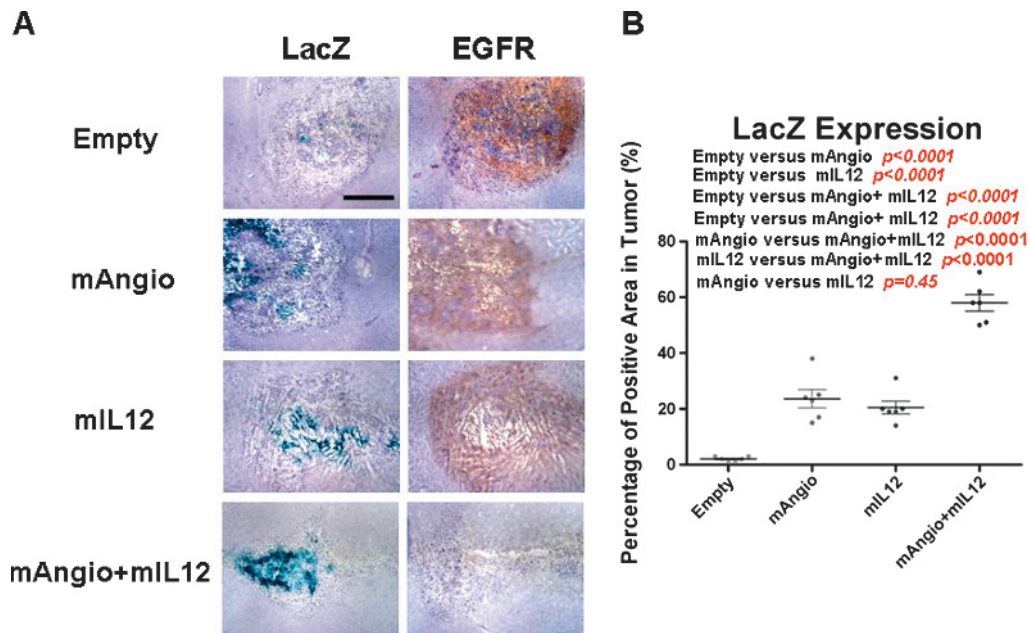 A
LacZ EGFR
Empty
mAngio
mIL12
mAngio+mIL12
B
LacZ Expression
Empty versus mAngio p<0.0001
Empty versus mIL12 p<0.0001
Empty versus mAngio+ mIL12 p<0.0001
Empty versus mAngio+ mIL12 p<0.0001
mAngio versus mAngio+mIL12 p<0.0001
mIL12 versus mAngio+mIL12 p<0.0001
mAngio versus mIL12 p=0.45
Percentage of Positive Area in Tumor (%)
80
60
40
20
0
Empty
mAngio
mIL12
mAngio+mIL12